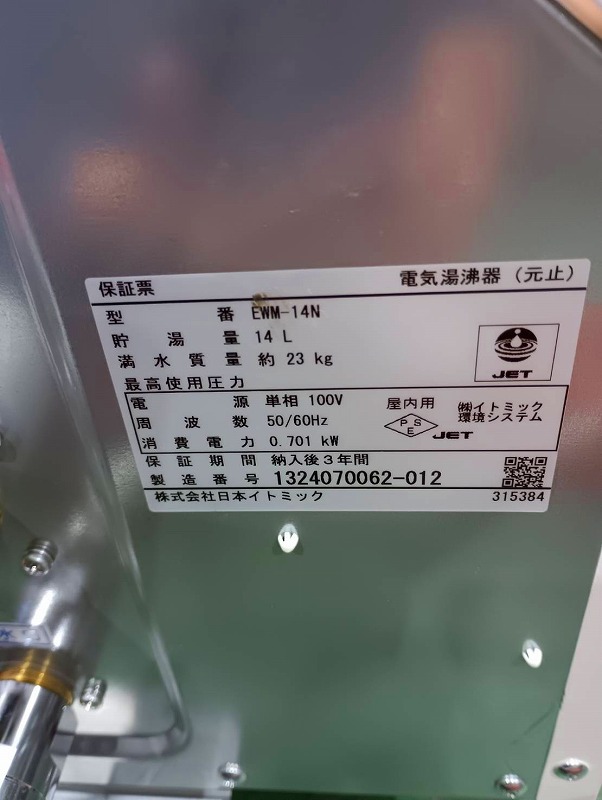 保証票 電気湯沸器（元止）
型番 EWM-14N
貯湯量 14 L
満水質量 約 23 kg
JET
最高使用圧力
電源 単相 100V 屋内用
周波数 50/60Hz
消費電力 0.701 kW
PSE JET
㈱イトミック
環境システム
保証期間 納入後３年間
製造番号 1324070062-012
株式会社日本イトミック 315384